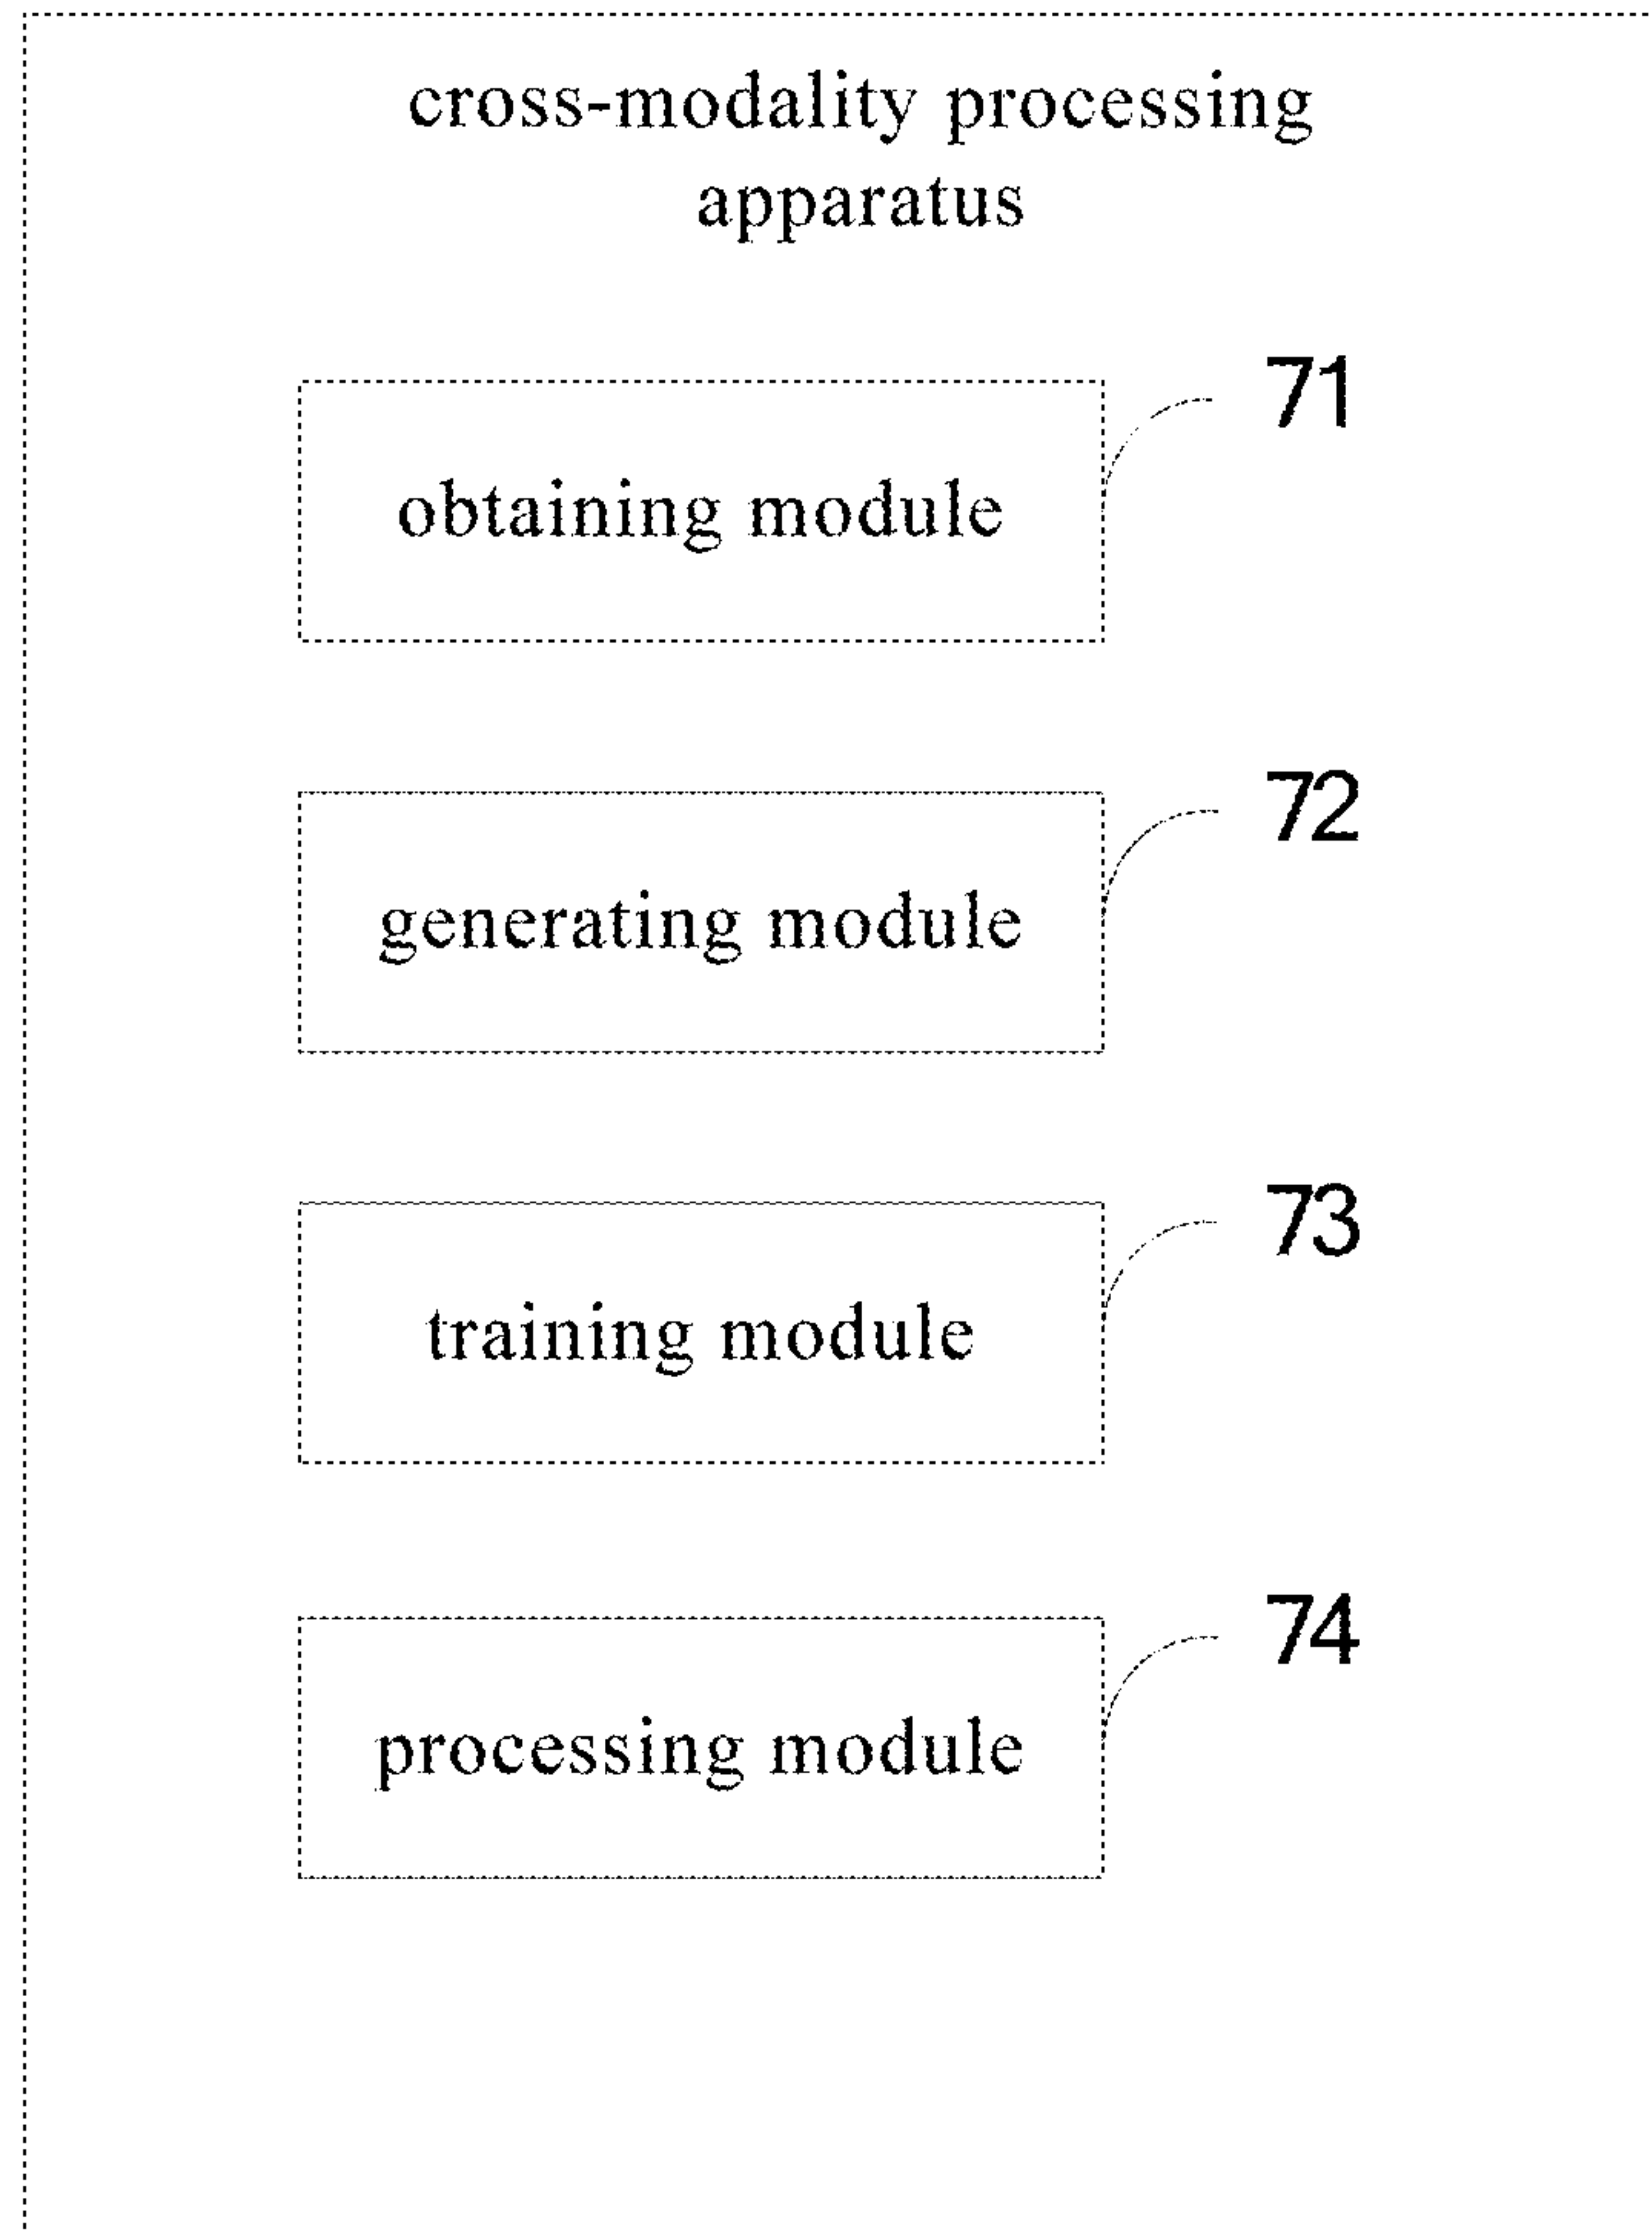 cross-modality processing
apparatus
71
obtaining module
72
generating module
73
training module
74
processing module